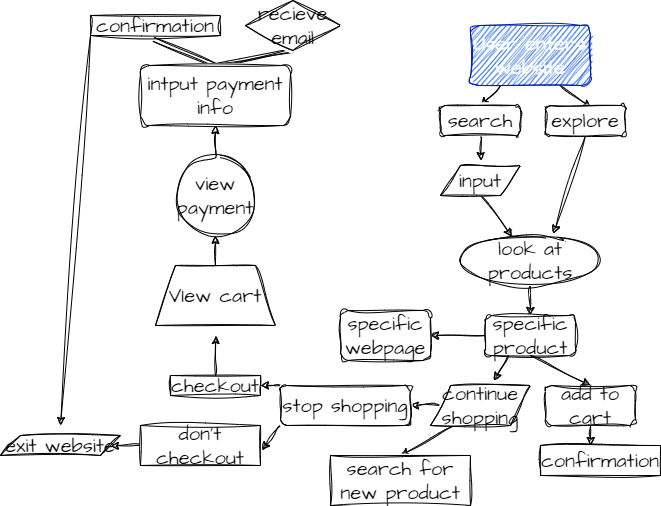 confirmation
recieve
email
User enters
website
intput payment
info
search
explore
input
view
payment
look at
products
View cart
specific
webpage
specific
product
checkout
stop shopping
continue
shopping
add to
cart
exit website
don't
checkout
confirmation
search for
new product